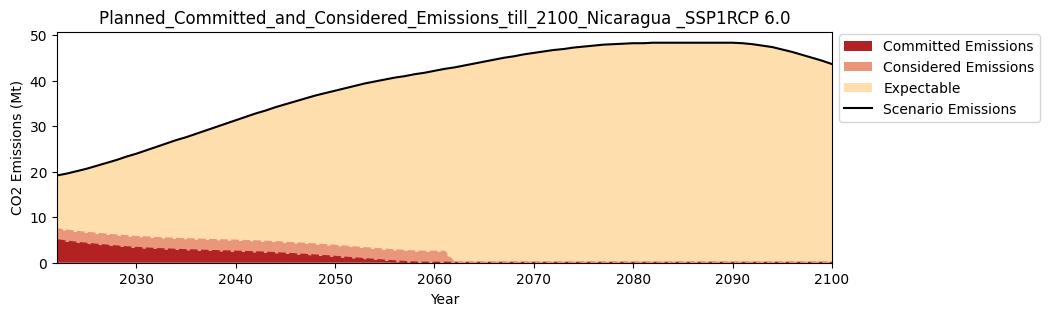 Planned_Committed_and_Considered_Emissions_till_2100_Nicaragua _SSP1RCP 6.0
CO2 Emissions (Mt)
50
40
30
20
10
0
2030 2040 2050 2060 2070 2080 2090 2100
Year
Committed Emissions
Considered Emissions
Expectable
Scenario Emissions